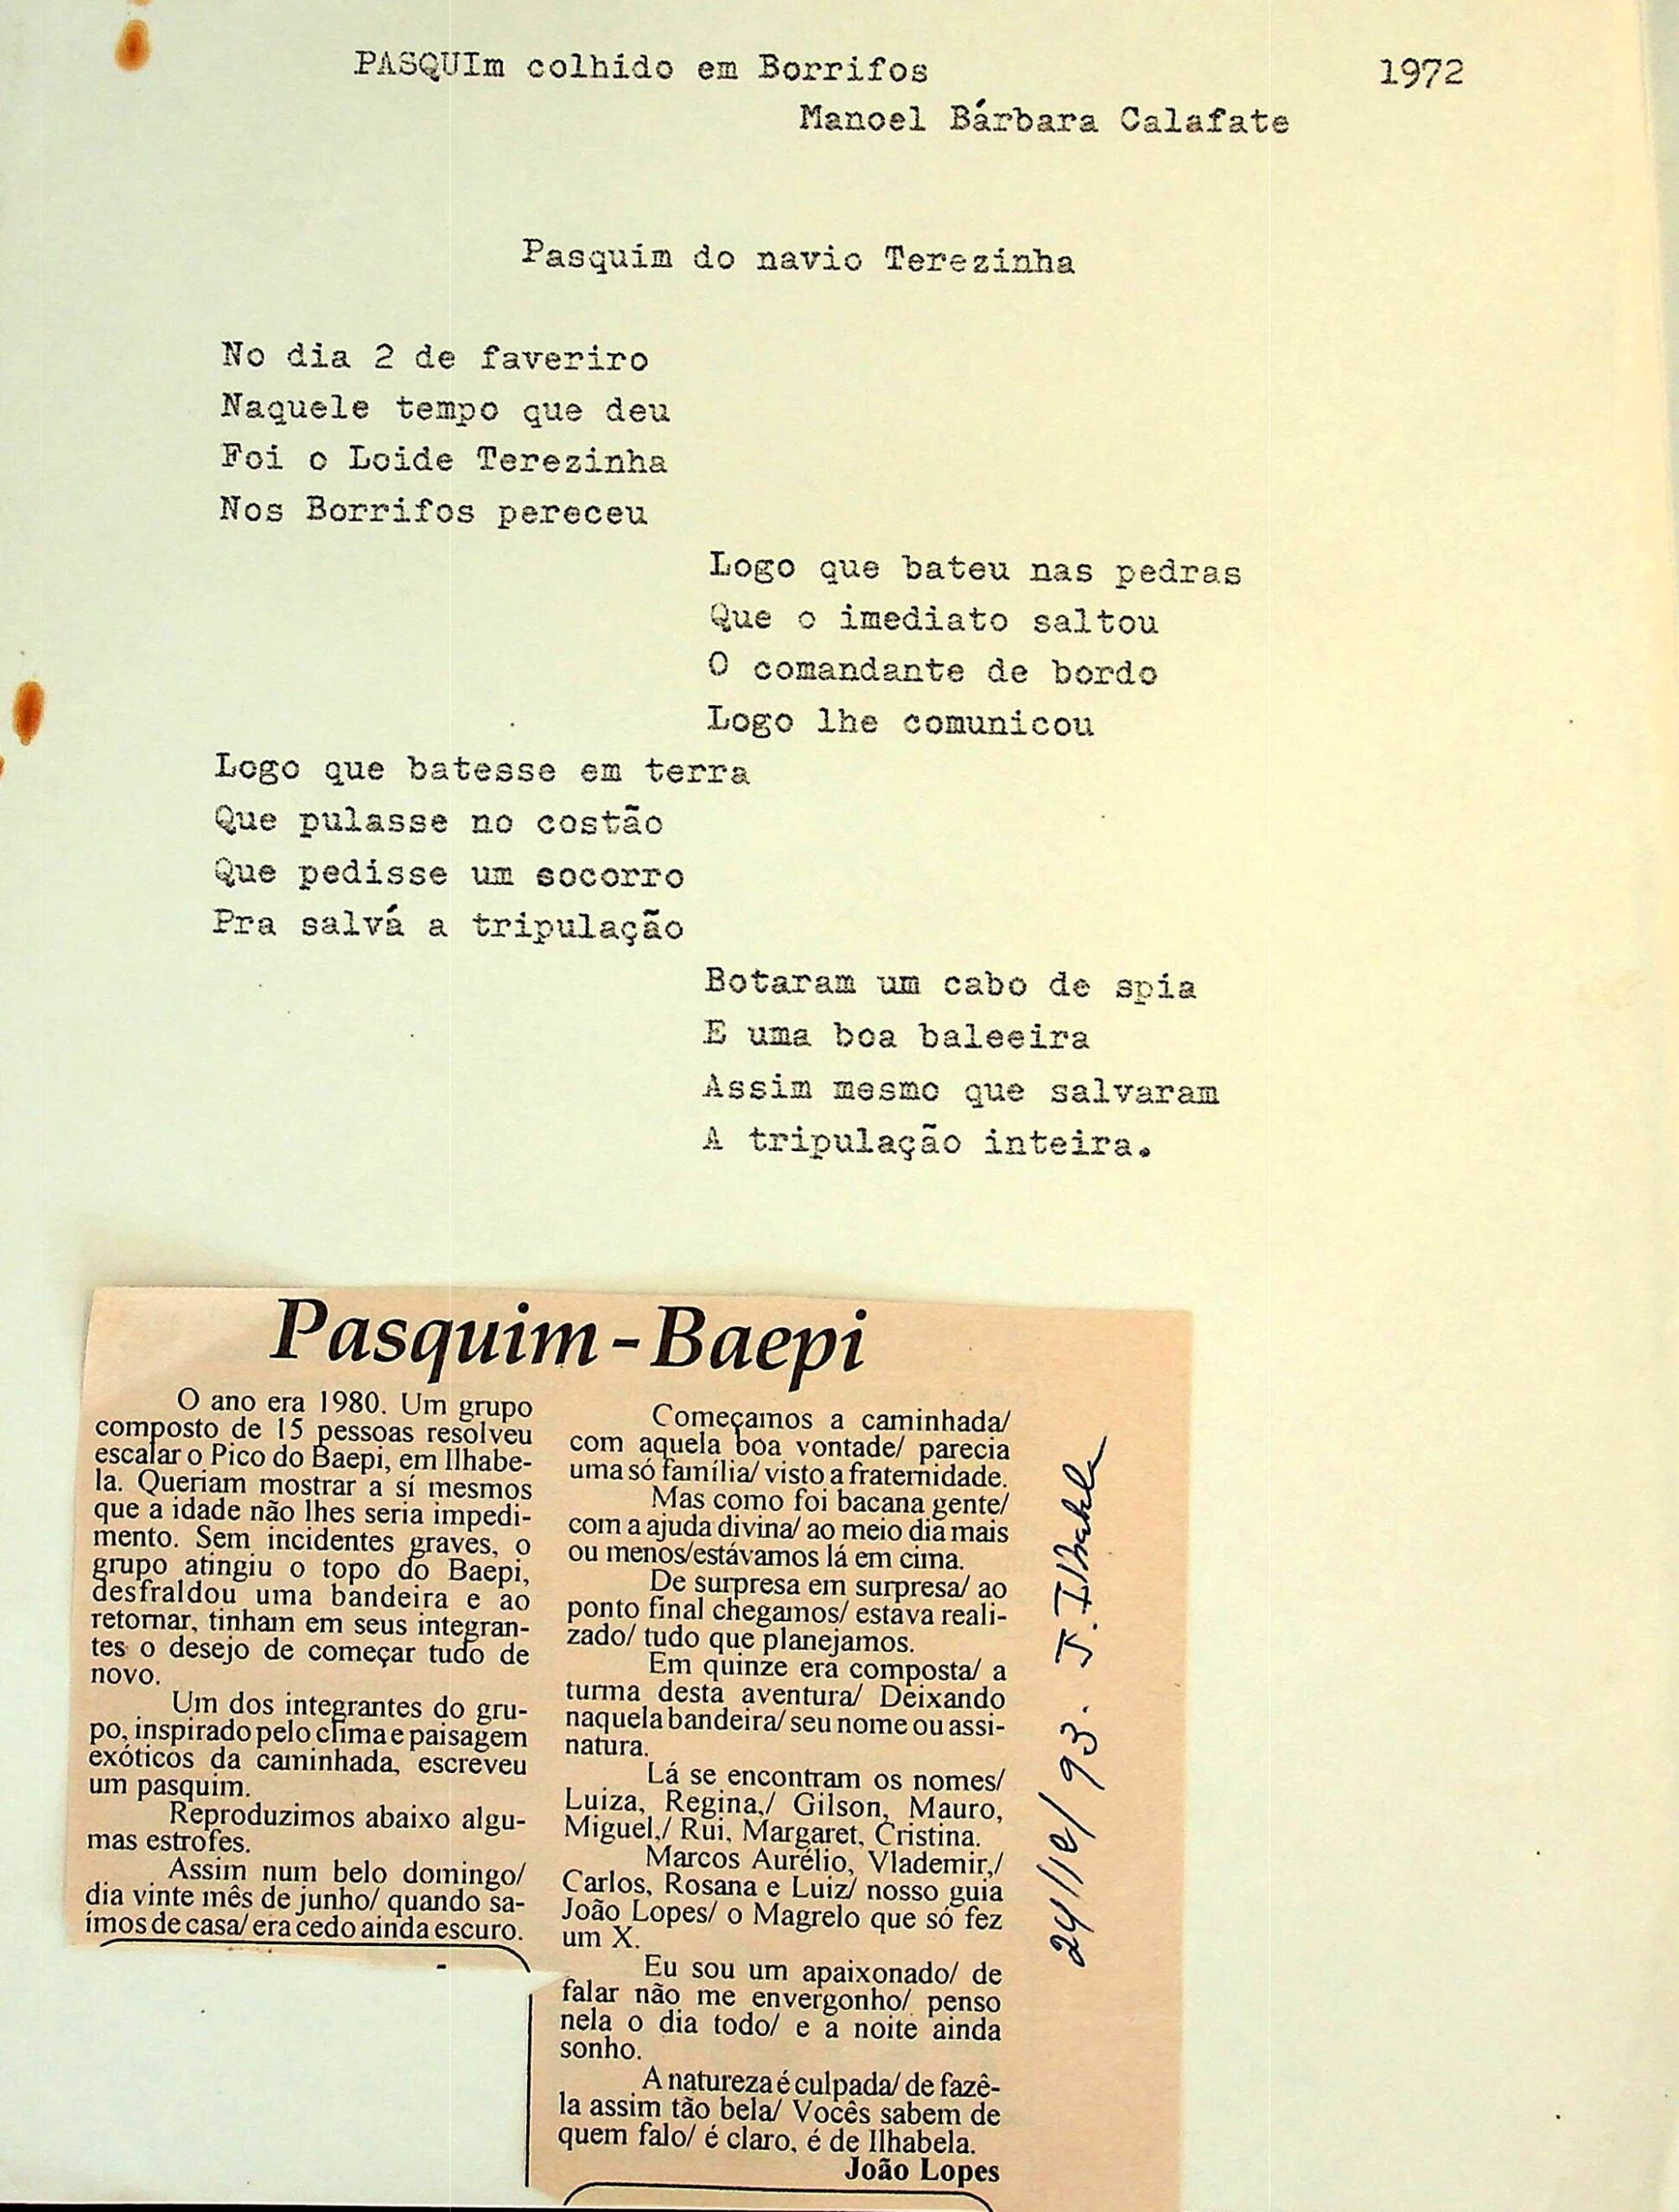 PASQUIm colhido em Borrifos 1972
Manoel Bárbara Calafate
Pasquim do navio Terezinha
No dia 2 de faveriro
Naquele tempo que deu
Foi o Loide Terezinha
Nos Borrifos pereceu
Logo que bateu nas pedras
Que o imediato saltou
O comandante de bordo
Logo lhe comunicou
Logo que batesse em terra
Que pulasse no costão
Que pedisse um socorro
Pra salvá a tripulação
Botaram um cabo de spia
E uma boa baleeira
Assim mesmo que salvaram
A tripulação inteira.
Pasquim - Baepi
O ano era 1980. Um grupo
composto de 15 pessoas resolveu
escalar o Pico do Baepi, em Ilhabe-
la. Queriam mostrar a sí mesmos
que a idade não lhes seria impedi-
mento. Sem incidentes graves, o
grupo atingiu o topo do Baepi,
desfraldou uma bandeira e ao
retornar, tinham em seus integran-
tes o desejo de começar tudo de
novo.
Um dos integrantes do gru-
po, inspirado pelo clima e paisagem
exóticos da caminhada, escreveu
um pasquim.
Reproduzimos abaixo algu-
mas estrofes.
Assim num belo domingo/
dia vinte mês de junho/ quando sa-
ímos de casa/ era cedo ainda escuro.
Começamos a caminhada/
com aquela boa vontade/ parecia
uma só família/ visto a fraternidade.
Mas como foi bacana gente/
com a ajuda divina/ ao meio dia mais
ou menos/estávamos lá em cima.
De surpresa em surpresa/ ao
ponto final chegamos/ estava reali-
zado/ tudo que planejamos.
Em quinze era composta/ a
turma desta aventura/ Deixando
naquela bandeira/ seu nome ou assi-
natura.
Lá se encontram os nomes/
Luiza, Regina,/ Gilson, Mauro,
Miguel,/ Rui, Margaret, Cristina.
Marcos Aurélio, Vlademir,/
Carlos, Rosana e Luiz/ nosso guia
João Lopes/ o Magrelo que só fez
um X.
Eu sou um apaixonado/ de
falar não me envergonho/ penso
nela o dia todo/ e a noite ainda
sonho.
A natureza é culpada/ de fazê-
la assim tão bela/ Vocês sabem de
quem falo/ é claro, é de Ilhabela.
João Lopes
93. J. Ilhabela